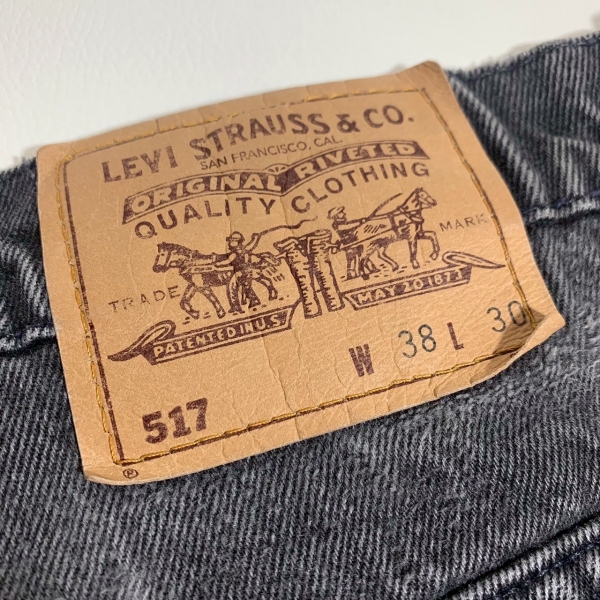 LEVI STRAUSS & CO.
SAN FRANCISCO, CAL.
ORIGINAL RIVETED
QUALITY CLOTHING
TRADE MARK
PATENTED IN U.S. MAY 20 1873
517 W 38 L 30
®